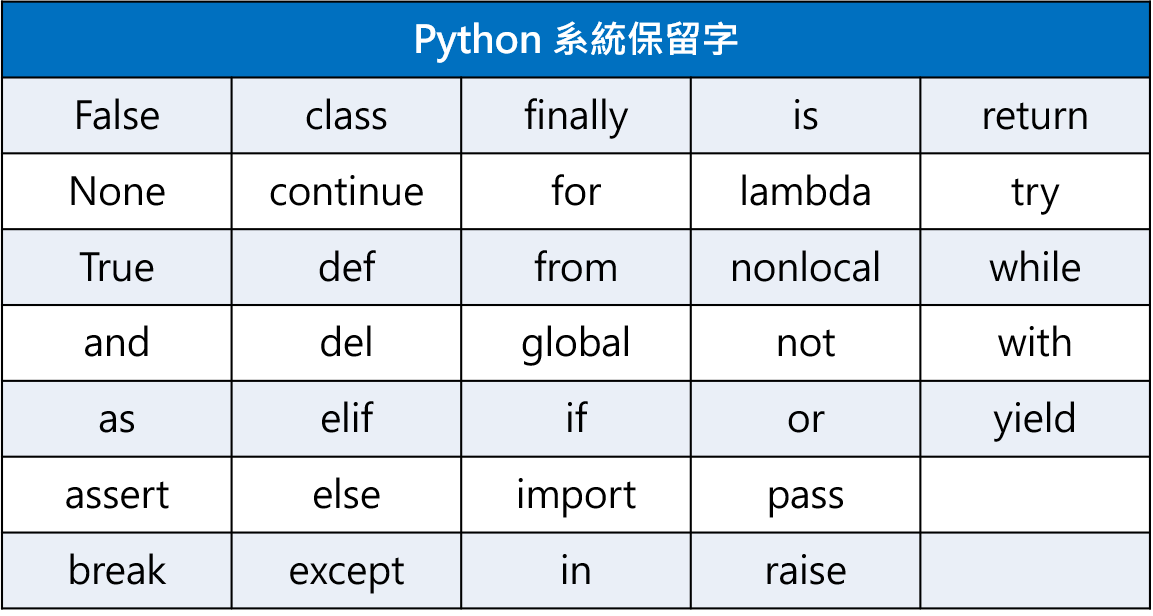 Python 系統保留字
False class finally is return
None continue for lambda try
True def from nonlocal while
and del global not with
as elif if or yield
assert else import pass
break except in raise